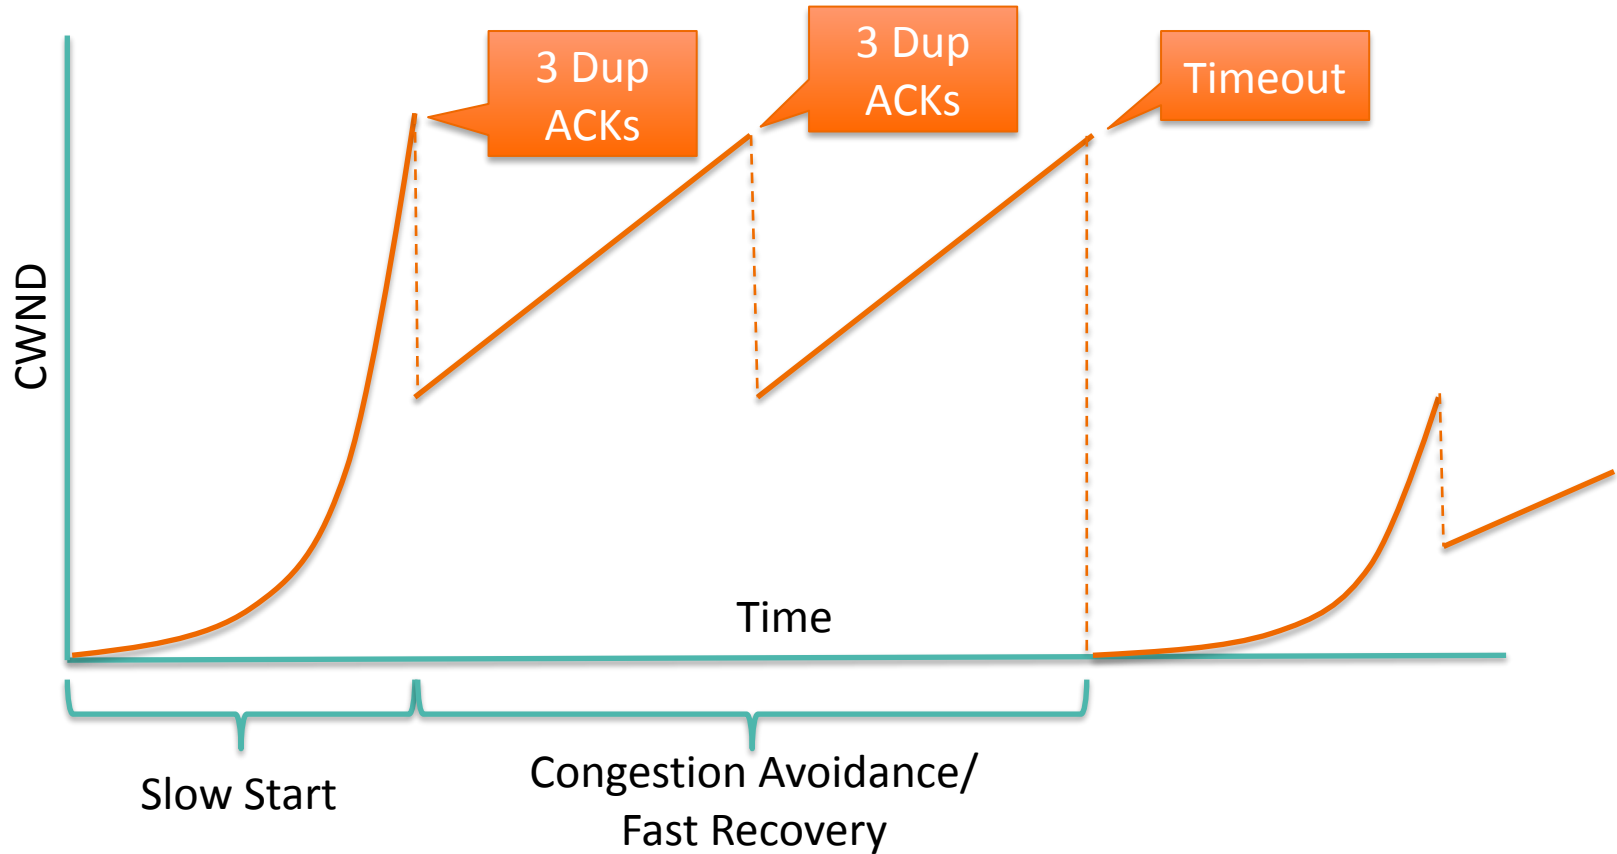 3 Dup
ACKs
3 Dup
ACKs
Timeout
CWND
Time
Slow Start
Congestion Avoidance/
Fast Recovery